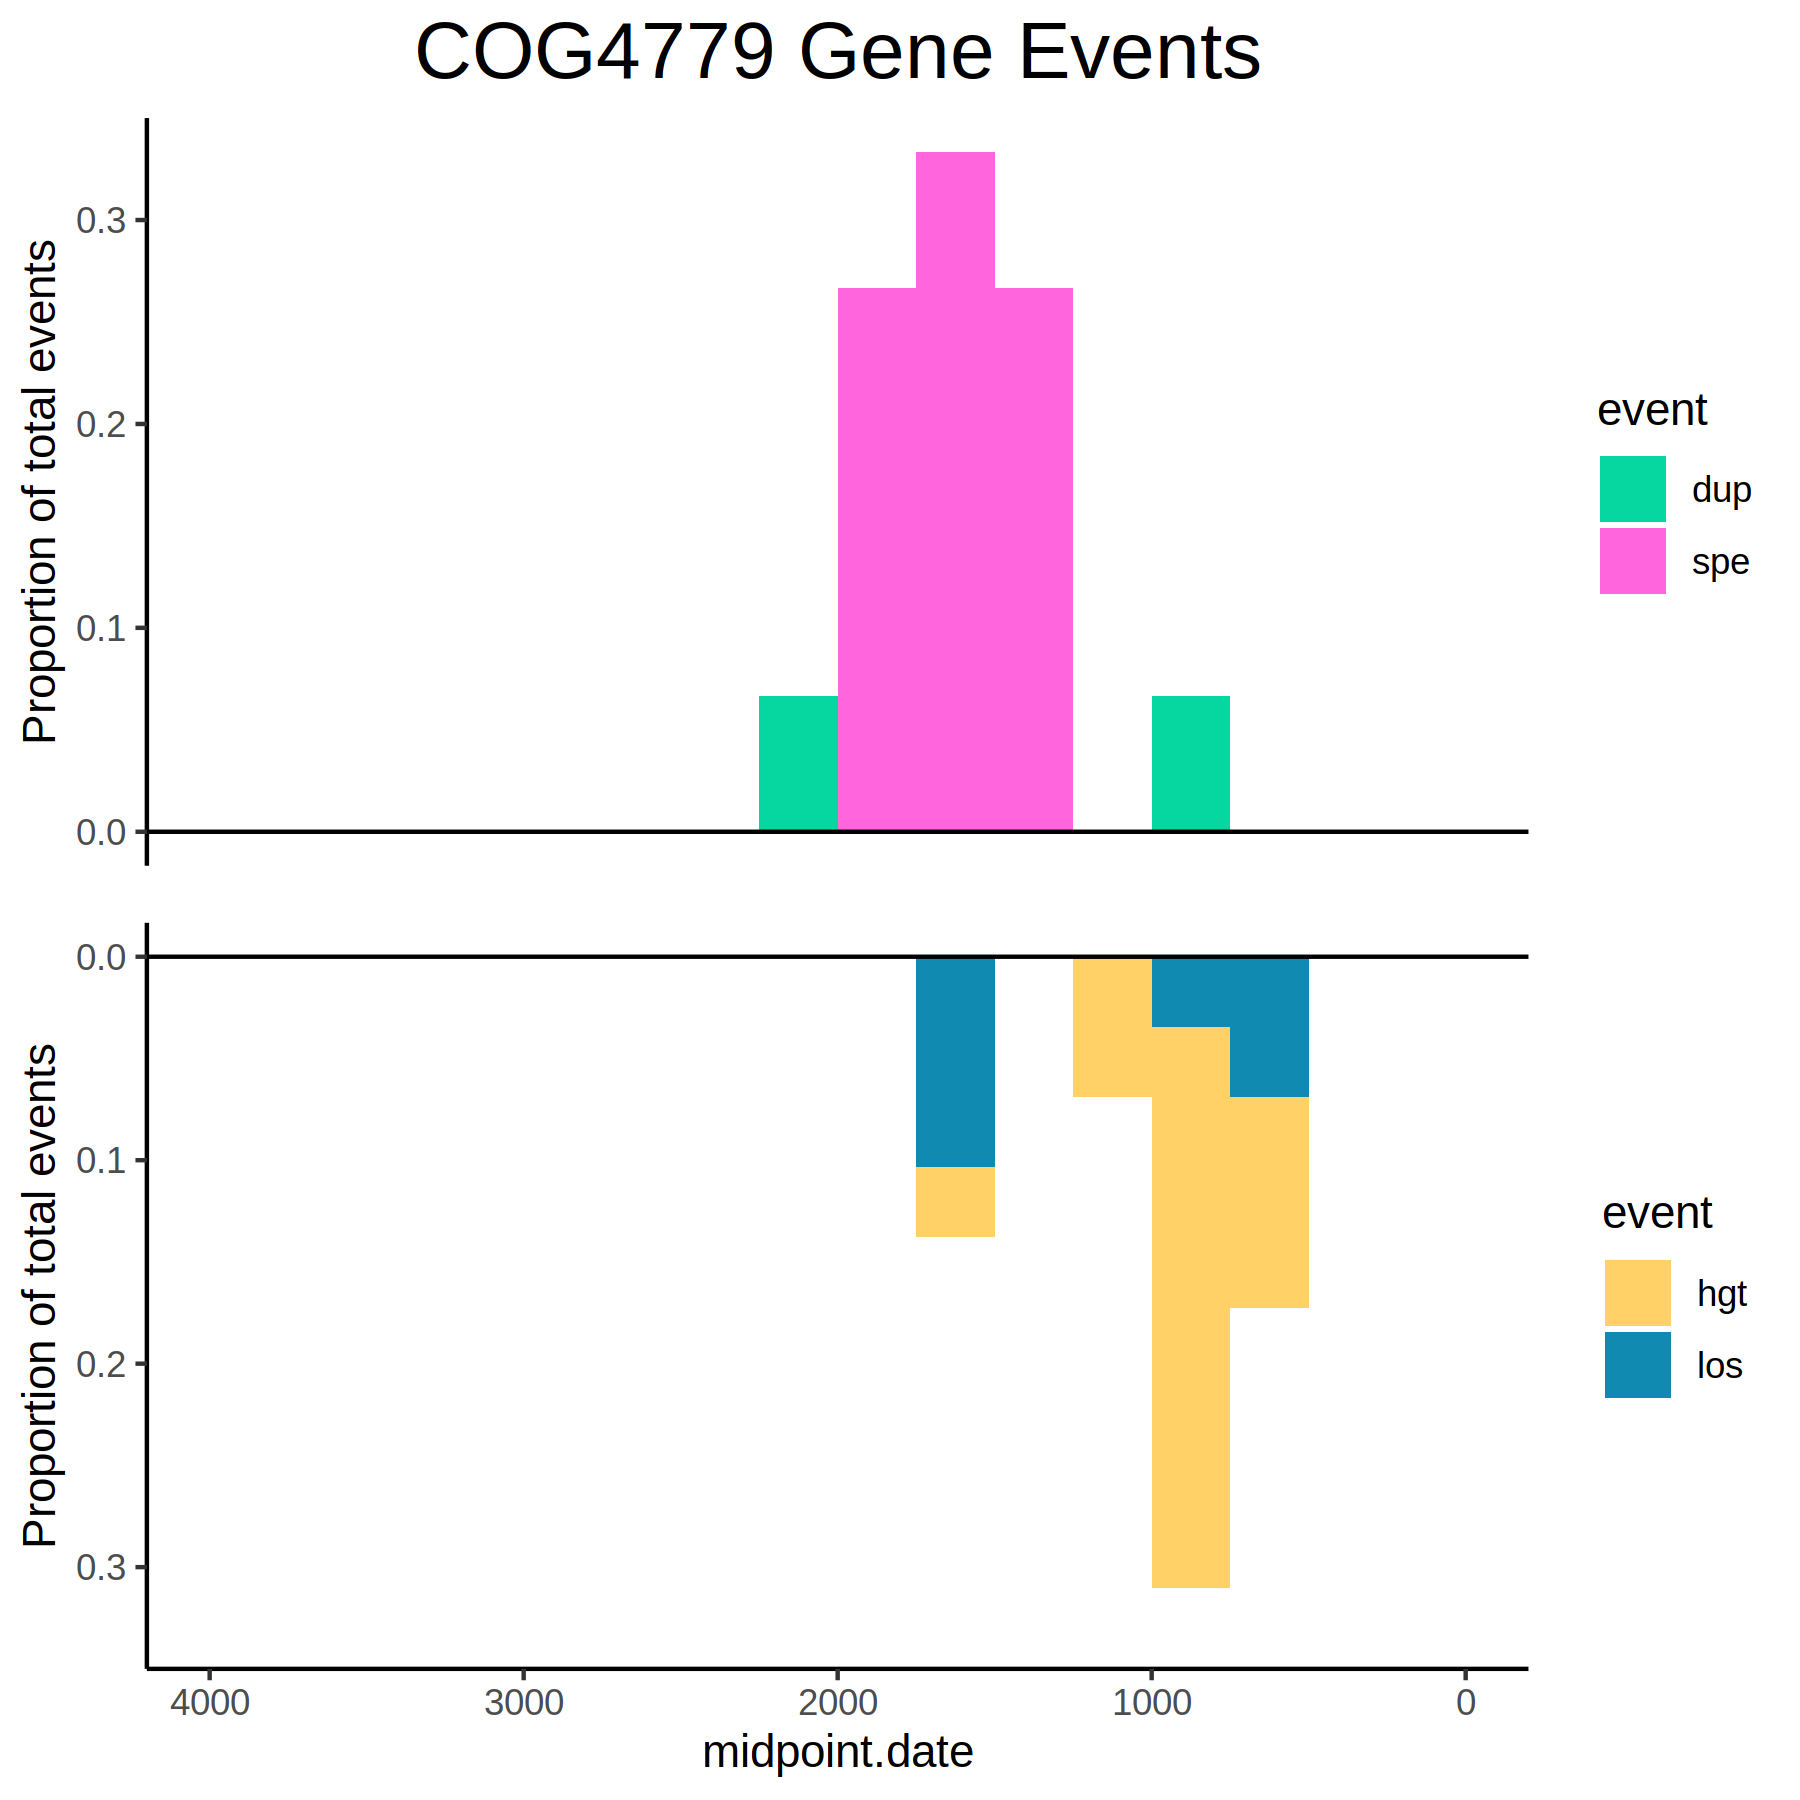 COG4779 Gene Events
Proportion of total events
0.3
0.2
0.1
0.0
event
dup
spe
Proportion of total events
0.0
0.1
0.2
0.3
event
hgt
los
4000 3000 2000 1000 0
midpoint.date